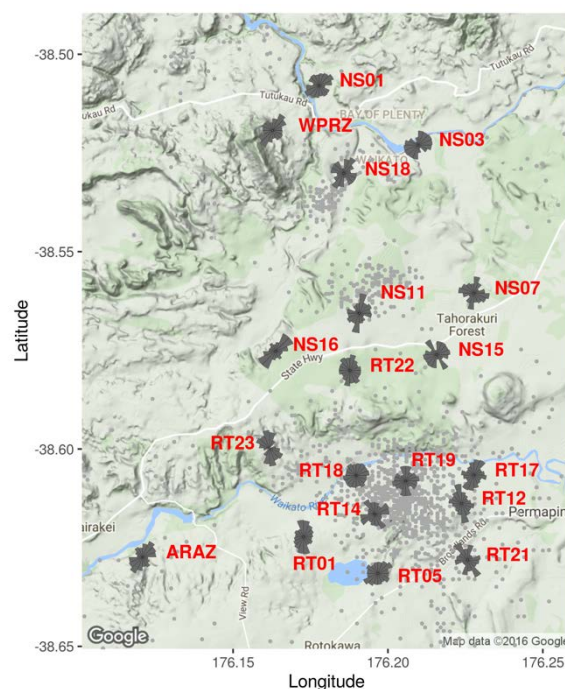 -38.50
Tutukau Rd
NS01
Tutukau Rd
Tutukau Rd
BAY OF PLENTY
WPRZ
NS03
WAIKATO
NS18
-38.55
NS11
NS07
Tahorakuri
Forest
NS16
NS15
State Hwy
RT22
-38.60
RT23
RT18
RT19
RT17
RT12
RT14
Waikato R
Permapin
airakei
ARAZ
RT01
RT05
RT21
Broadlands Rd
View Rd
Rotokawa
Google
Map data ©2016 Google
-38.65
176.15
176.20
176.25
Longitude
Latitude